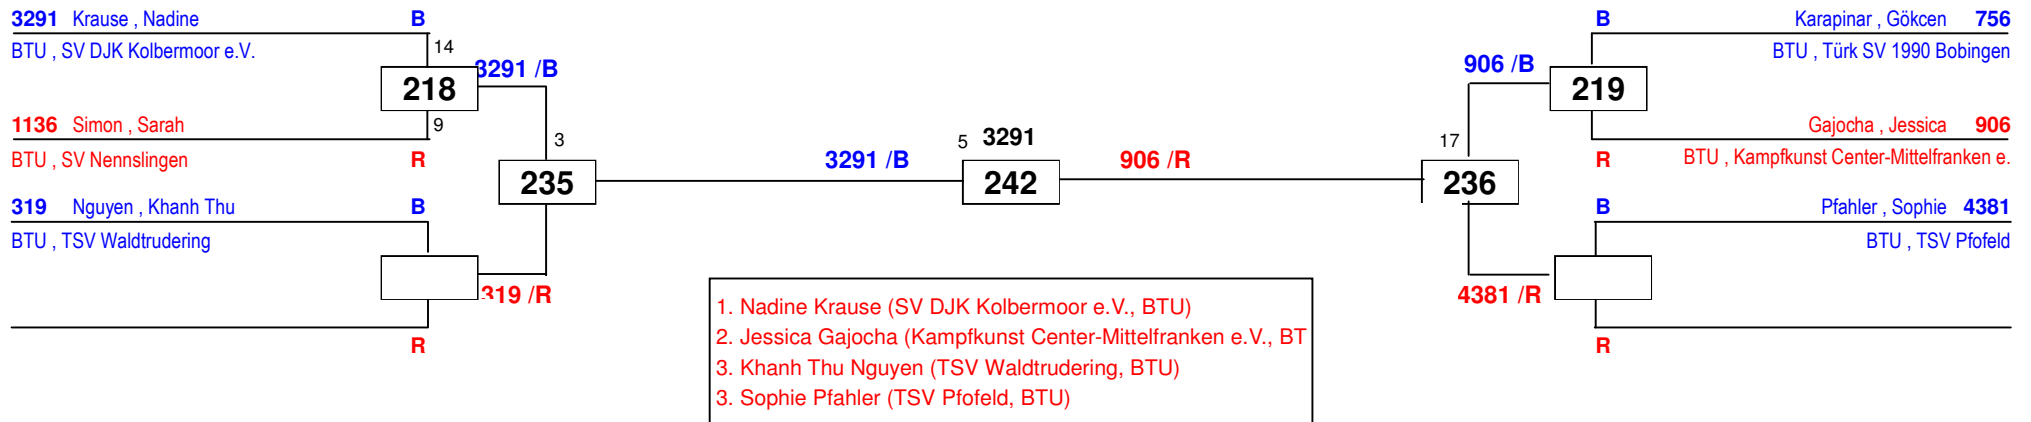 3291 Krause , Nadine B
BTU , SV DJK Kolbermoor e.V.
14
3291 /B
218
1136 Simon , Sarah
9
BTU , SV Nennslingen R
3
235
319 Nguyen , Khanh Thu B
BTU , TSV Waldtrudering
319 /R
R
3291 /B
5 3291
242
906 /R
B Karapinar , Gökcen 756
BTU , Türk SV 1990 Bobingen
906 /B
219
Gajocha , Jessica 906
R BTU , Kampfkunst Center-Mittelfranken e.
17
236
B Pfahler , Sophie 4381
BTU , TSV Pfofeld
4381 /R
R
1. Nadine Krause (SV DJK Kolbermoor e.V., BTU)
2. Jessica Gajocha (Kampfkunst Center-Mittelfranken e.V., BT
3. Khanh Thu Nguyen (TSV Waldtrudering, BTU)
3. Sophie Pfahler (TSV Pfofeld, BTU)